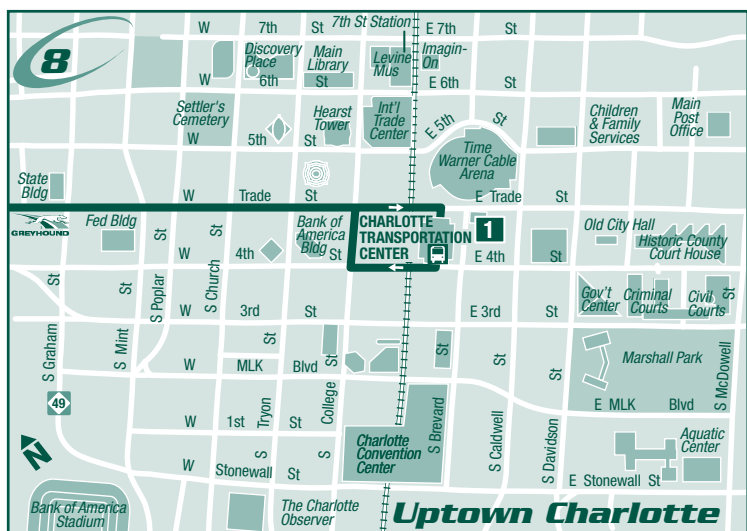 8
W 7th St
7th St Station
E 7th St
Discovery
Place
Main
Library
Levine
Mus
Imagin-
On
W 6th St
E 6th St
Settler's
Cemetery
Hearst
Tower
Int'l
Trade
Center
E 5th St
Children
& Family
Services
Main
Post
Office
W 5th St
Time
Warner Cable
Arena
State
Bldg
W Trade St
E Trade St
GREYHOUND
Fed Bldg
Bank of
America
Bldg
CHARLOTTE
TRANSPORTATION
CENTER
1
Old City Hall
Historic County
Court House
W 4th St
E 4th St
Gov't
Center
Criminal
Courts
Civil
Courts
W 3rd St
E 3rd St
S Graham St
S Mint St
S Poplar St
S Church St
S Tryon St
S College St
S Brevard St
S Caldwell St
S Davidson St
S McDowell St
W MLK Blvd
Marshall Park
49
E MLK Blvd
W 1st St
Charlotte
Convention
Center
Aquatic
Center
N
W Stonewall St
E Stonewall St
Bank of America
Stadium
The Charlotte
Observer
Uptown Charlotte